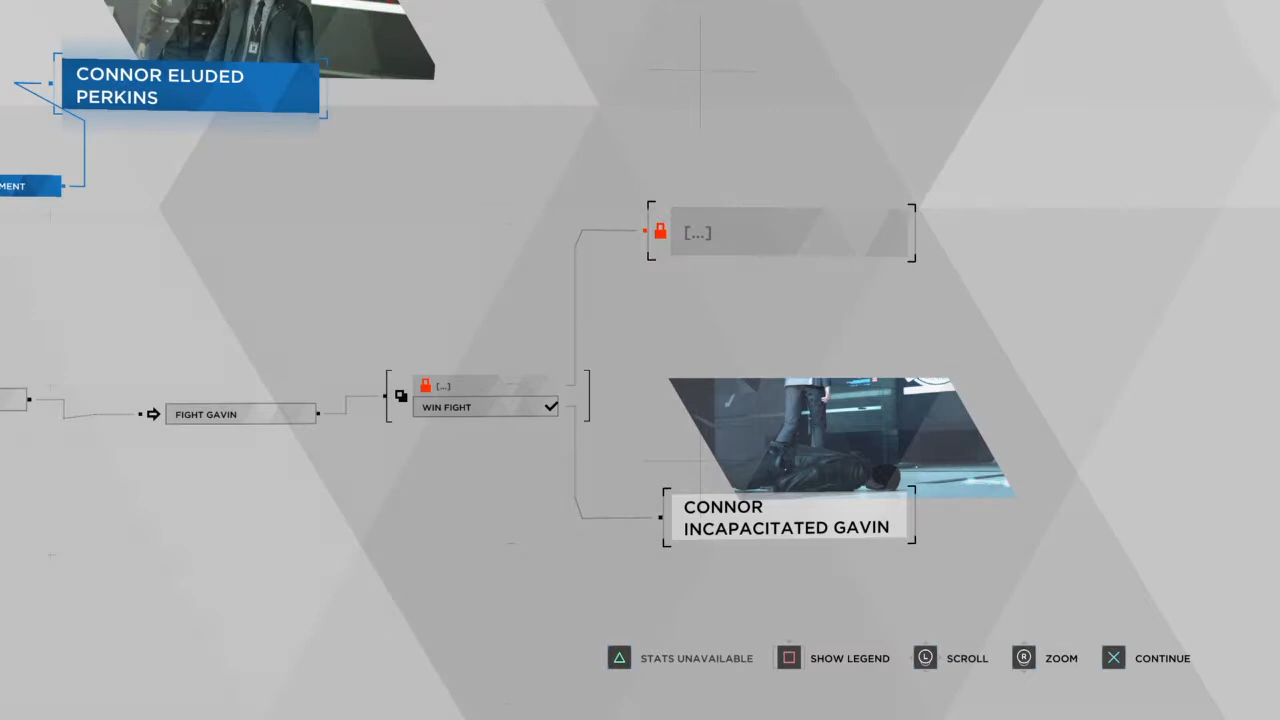 CONNOR ELUDED
PERKINS
MENT
[...]
[...]
WIN FIGHT
FIGHT GAVIN
CONNOR
INCAPACITATED GAVIN
STATS UNAVAILABLE
SHOW LEGEND
L
SCROLL
R
ZOOM
CONTINUE